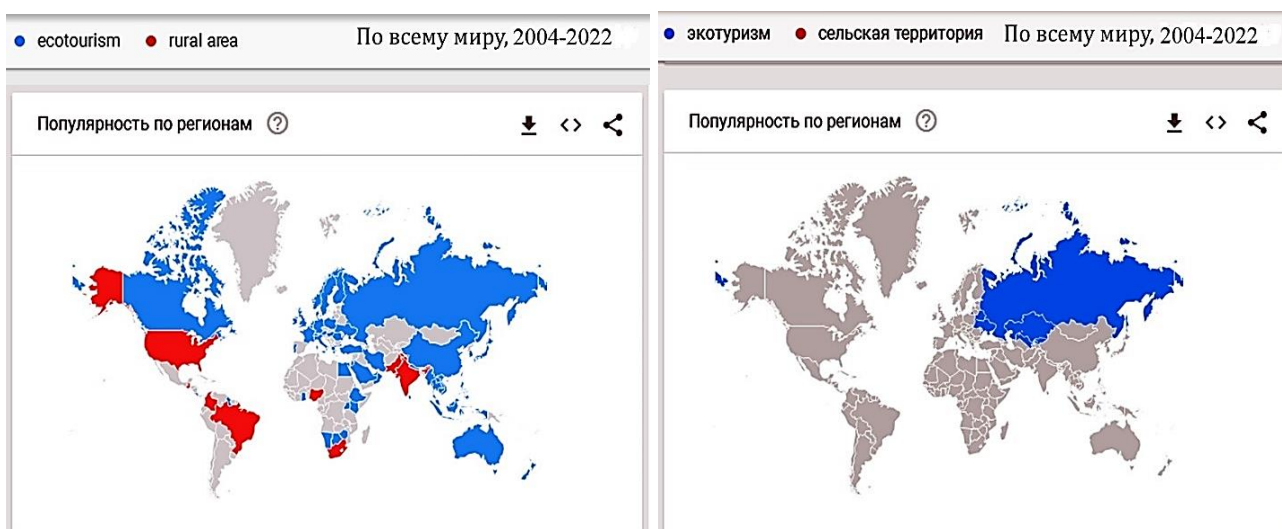 ecotourism rural area По всему миру, 2004-2022
Популярность по регионам ?
экотуризм сельская территория По всему миру, 2004-2022
Популярность по регионам ?